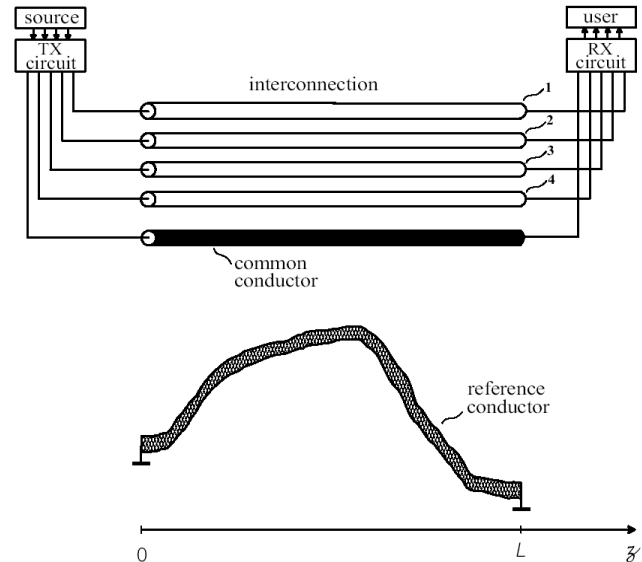 source
user
TX
circuit
RX
circuit
interconnection
1
2
3
4
common
conductor
reference
conductor
0
L
z